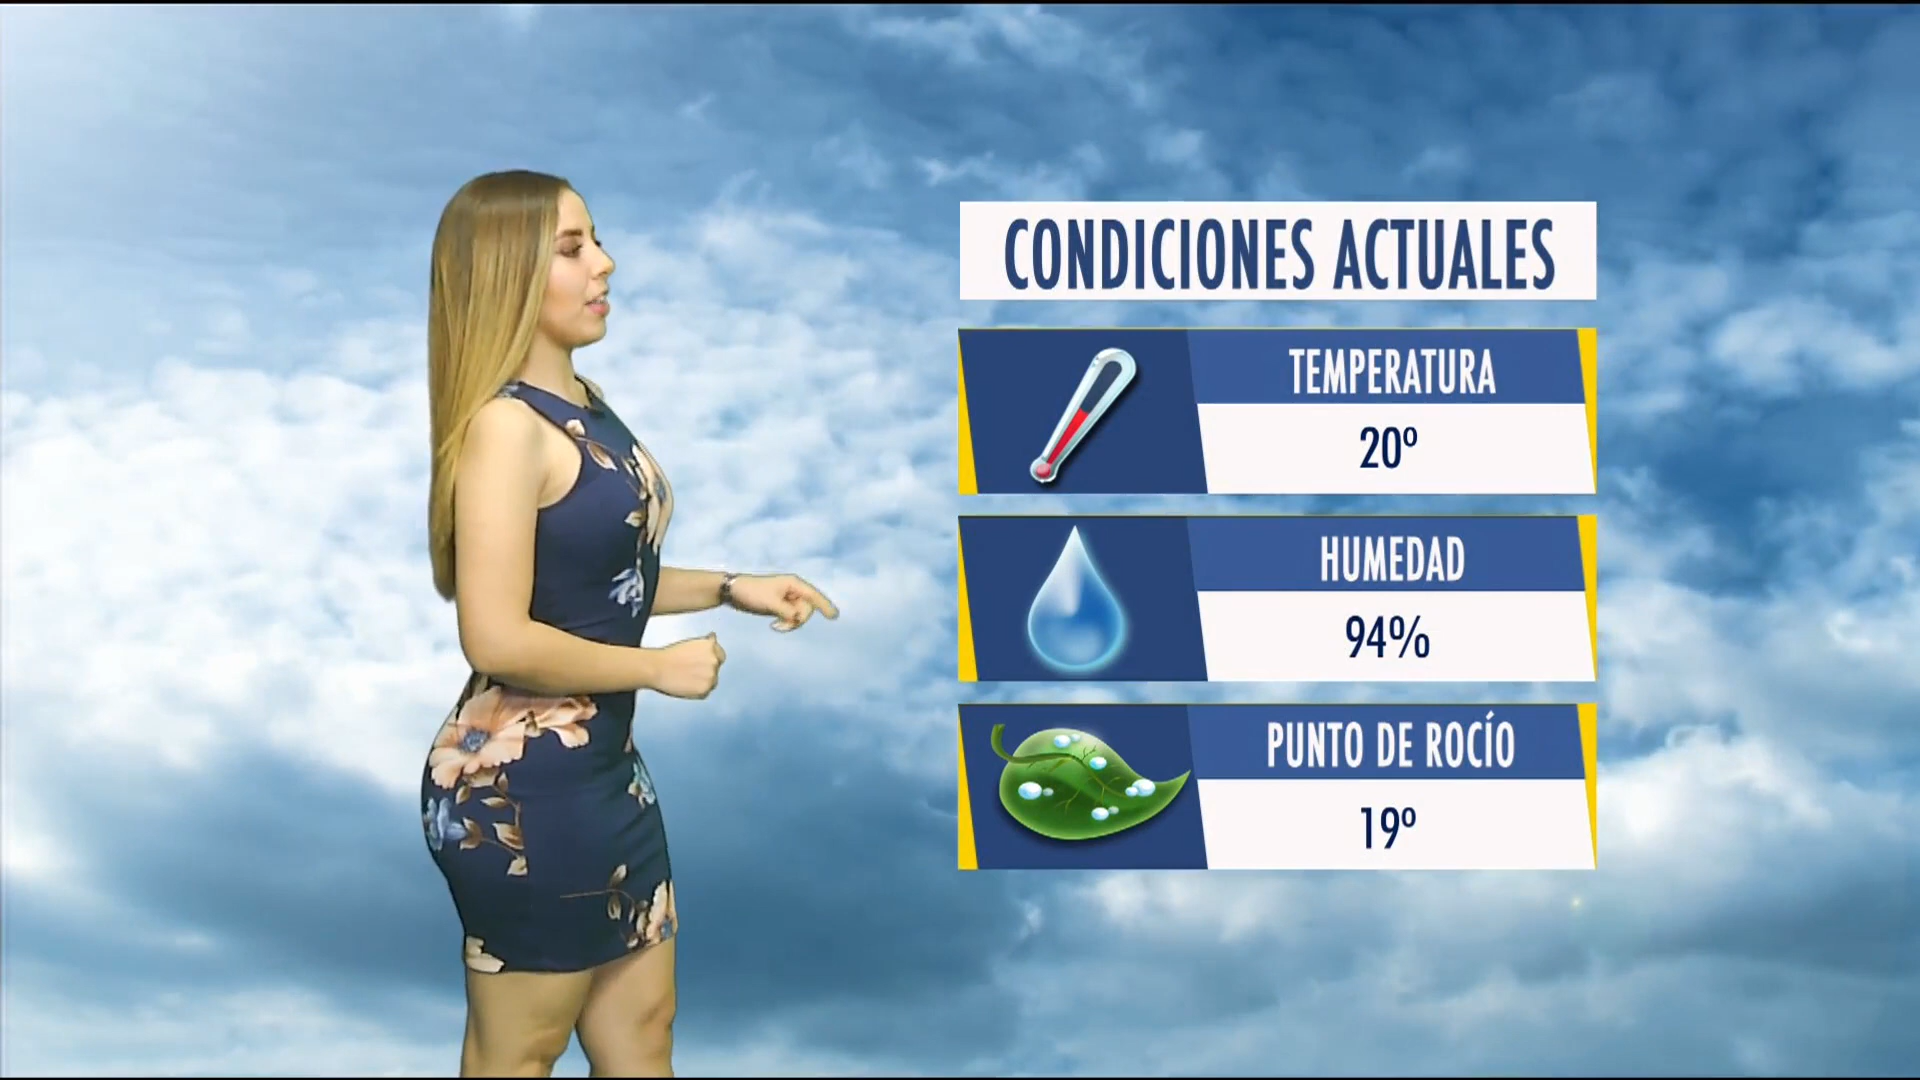 CONDICIONES ACTUALES
TEMPERATURA
20º
HUMEDAD
94%
PUNTO DE ROCÍO
19º